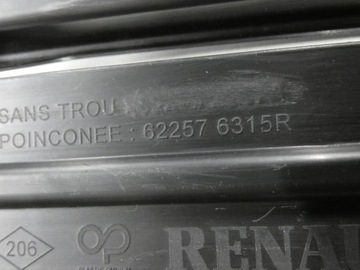 SANS TROU
POINCONEE : 62257 6315R
206
RENAU